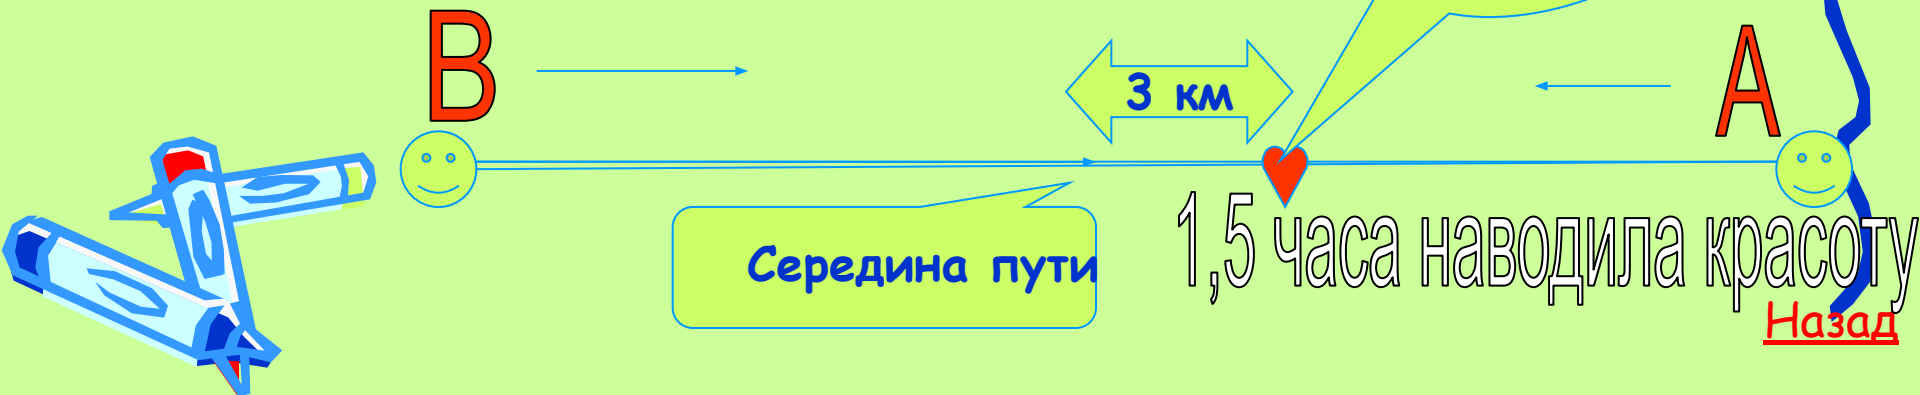 В
А
3 км
Середина пути
1,5 часа наводила красоту
Назад